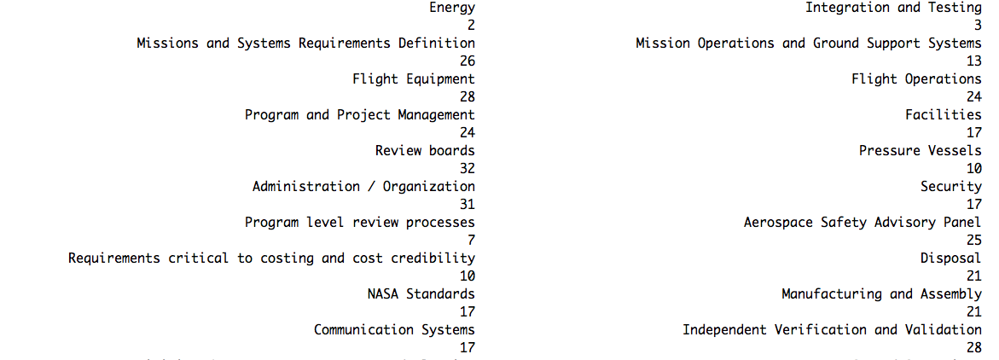 Energy
2
Missions and Systems Requirements Definition
26
Flight Equipment
28
Program and Project Management
24
Review boards
32
Administration / Organization
31
Program level review processes
7
Requirements critical to costing and cost credibility
10
NASA Standards
17
Communication Systems
17
Integration and Testing
3
Mission Operations and Ground Support Systems
13
Flight Operations
24
Facilities
17
Pressure Vessels
10
Security
17
Aerospace Safety Advisory Panel
25
Disposal
21
Manufacturing and Assembly
21
Independent Verification and Validation
28